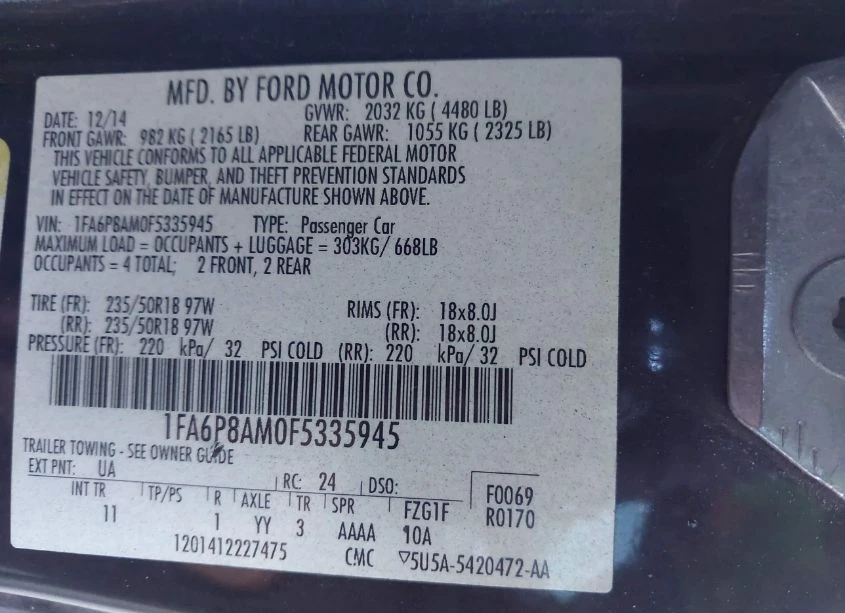 MFD. BY FORD MOTOR CO.
DATE: 12/14 GVWR: 2032 KG ( 4480 LB)
FRONT GAWR: 982 KG ( 2165 LB) REAR GAWR: 1055 KG ( 2325 LB)
THIS VEHICLE CONFORMS TO ALL APPLICABLE FEDERAL MOTOR
VEHICLE SAFETY, BUMPER, AND THEFT PREVENTION STANDARDS
IN EFFECT ON THE DATE OF MANUFACTURE SHOWN ABOVE.
VIN: 1FA6P8AM0F5335945 TYPE: Passenger Car
MAXIMUM LOAD = OCCUPANTS + LUGGAGE = 303KG/ 668LB
OCCUPANTS = 4 TOTAL; 2 FRONT, 2 REAR
TIRE (FR): 235/50R18 97W RIMS (FR): 18x8.0J
(RR): 235/50R18 97W (RR): 18x8.0J
PRESSURE (FR): 220 kPa/ 32 PSI COLD (RR): 220 kPa/ 32 PSI COLD
1FA6P8AM0F5335945
TRAILER TOWING - SEE OWNER GUIDE
EXT PNT: UA RC: 24 DSO: F0069
INT TR TP/PS R AXLE TR SPR FZG1F R0170
11 1 YY 3 AAAA 10A
1201412227475 CMC ▽5U5A-5420472-AA